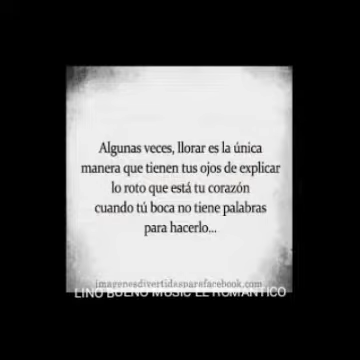 Algunas veces, llorar es la única
manera que tienen tus ojos de explicar
lo roto que está tu corazón
cuando tú boca no tiene palabras
para hacerlo...
imagenesdivertidasparafacebook.com
LINO BUENO MUSIC EL ROMANTICO